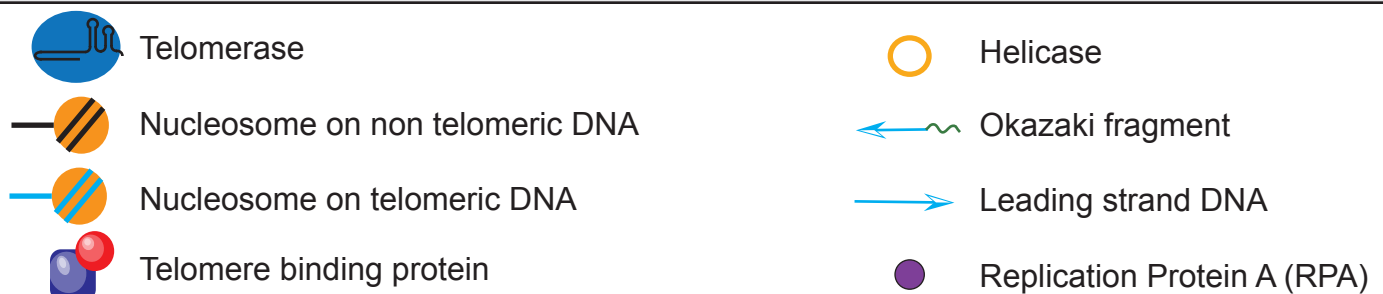 Telomerase
Nucleosome on non telomeric DNA
Nucleosome on telomeric DNA
Telomere binding protein
Helicase
Okazaki fragment
Leading strand DNA
Replication Protein A (RPA)